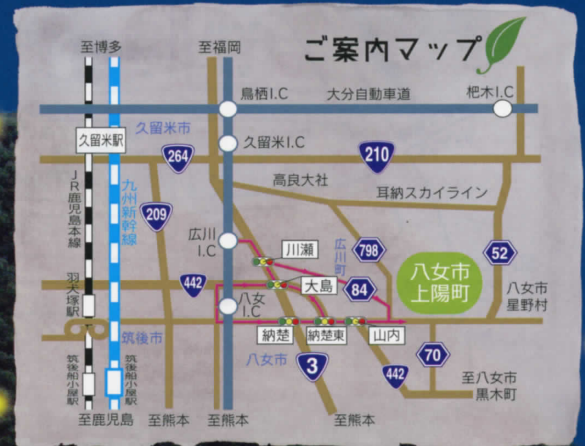 至博多
至福岡
ご案内マップ
鳥栖I.C
大分自動車道
杷木I.C
久留米市
久留米駅
久留米I.C
264
210
高良大社
耳納スカイライン
JR鹿児島本線
九州新幹線
209
広川
I.C
川瀬
広川町
798
52
羽犬塚駅
442
大島
84
八女市
上陽町
八女市
星野村
八女
I.C
筑後市
納楚
納楚東
山内
八女市
3
70
442
筑後船小屋駅
筑後船小屋駅
至八女市
黒木町
至鹿児島
至熊本
至熊本
至熊本